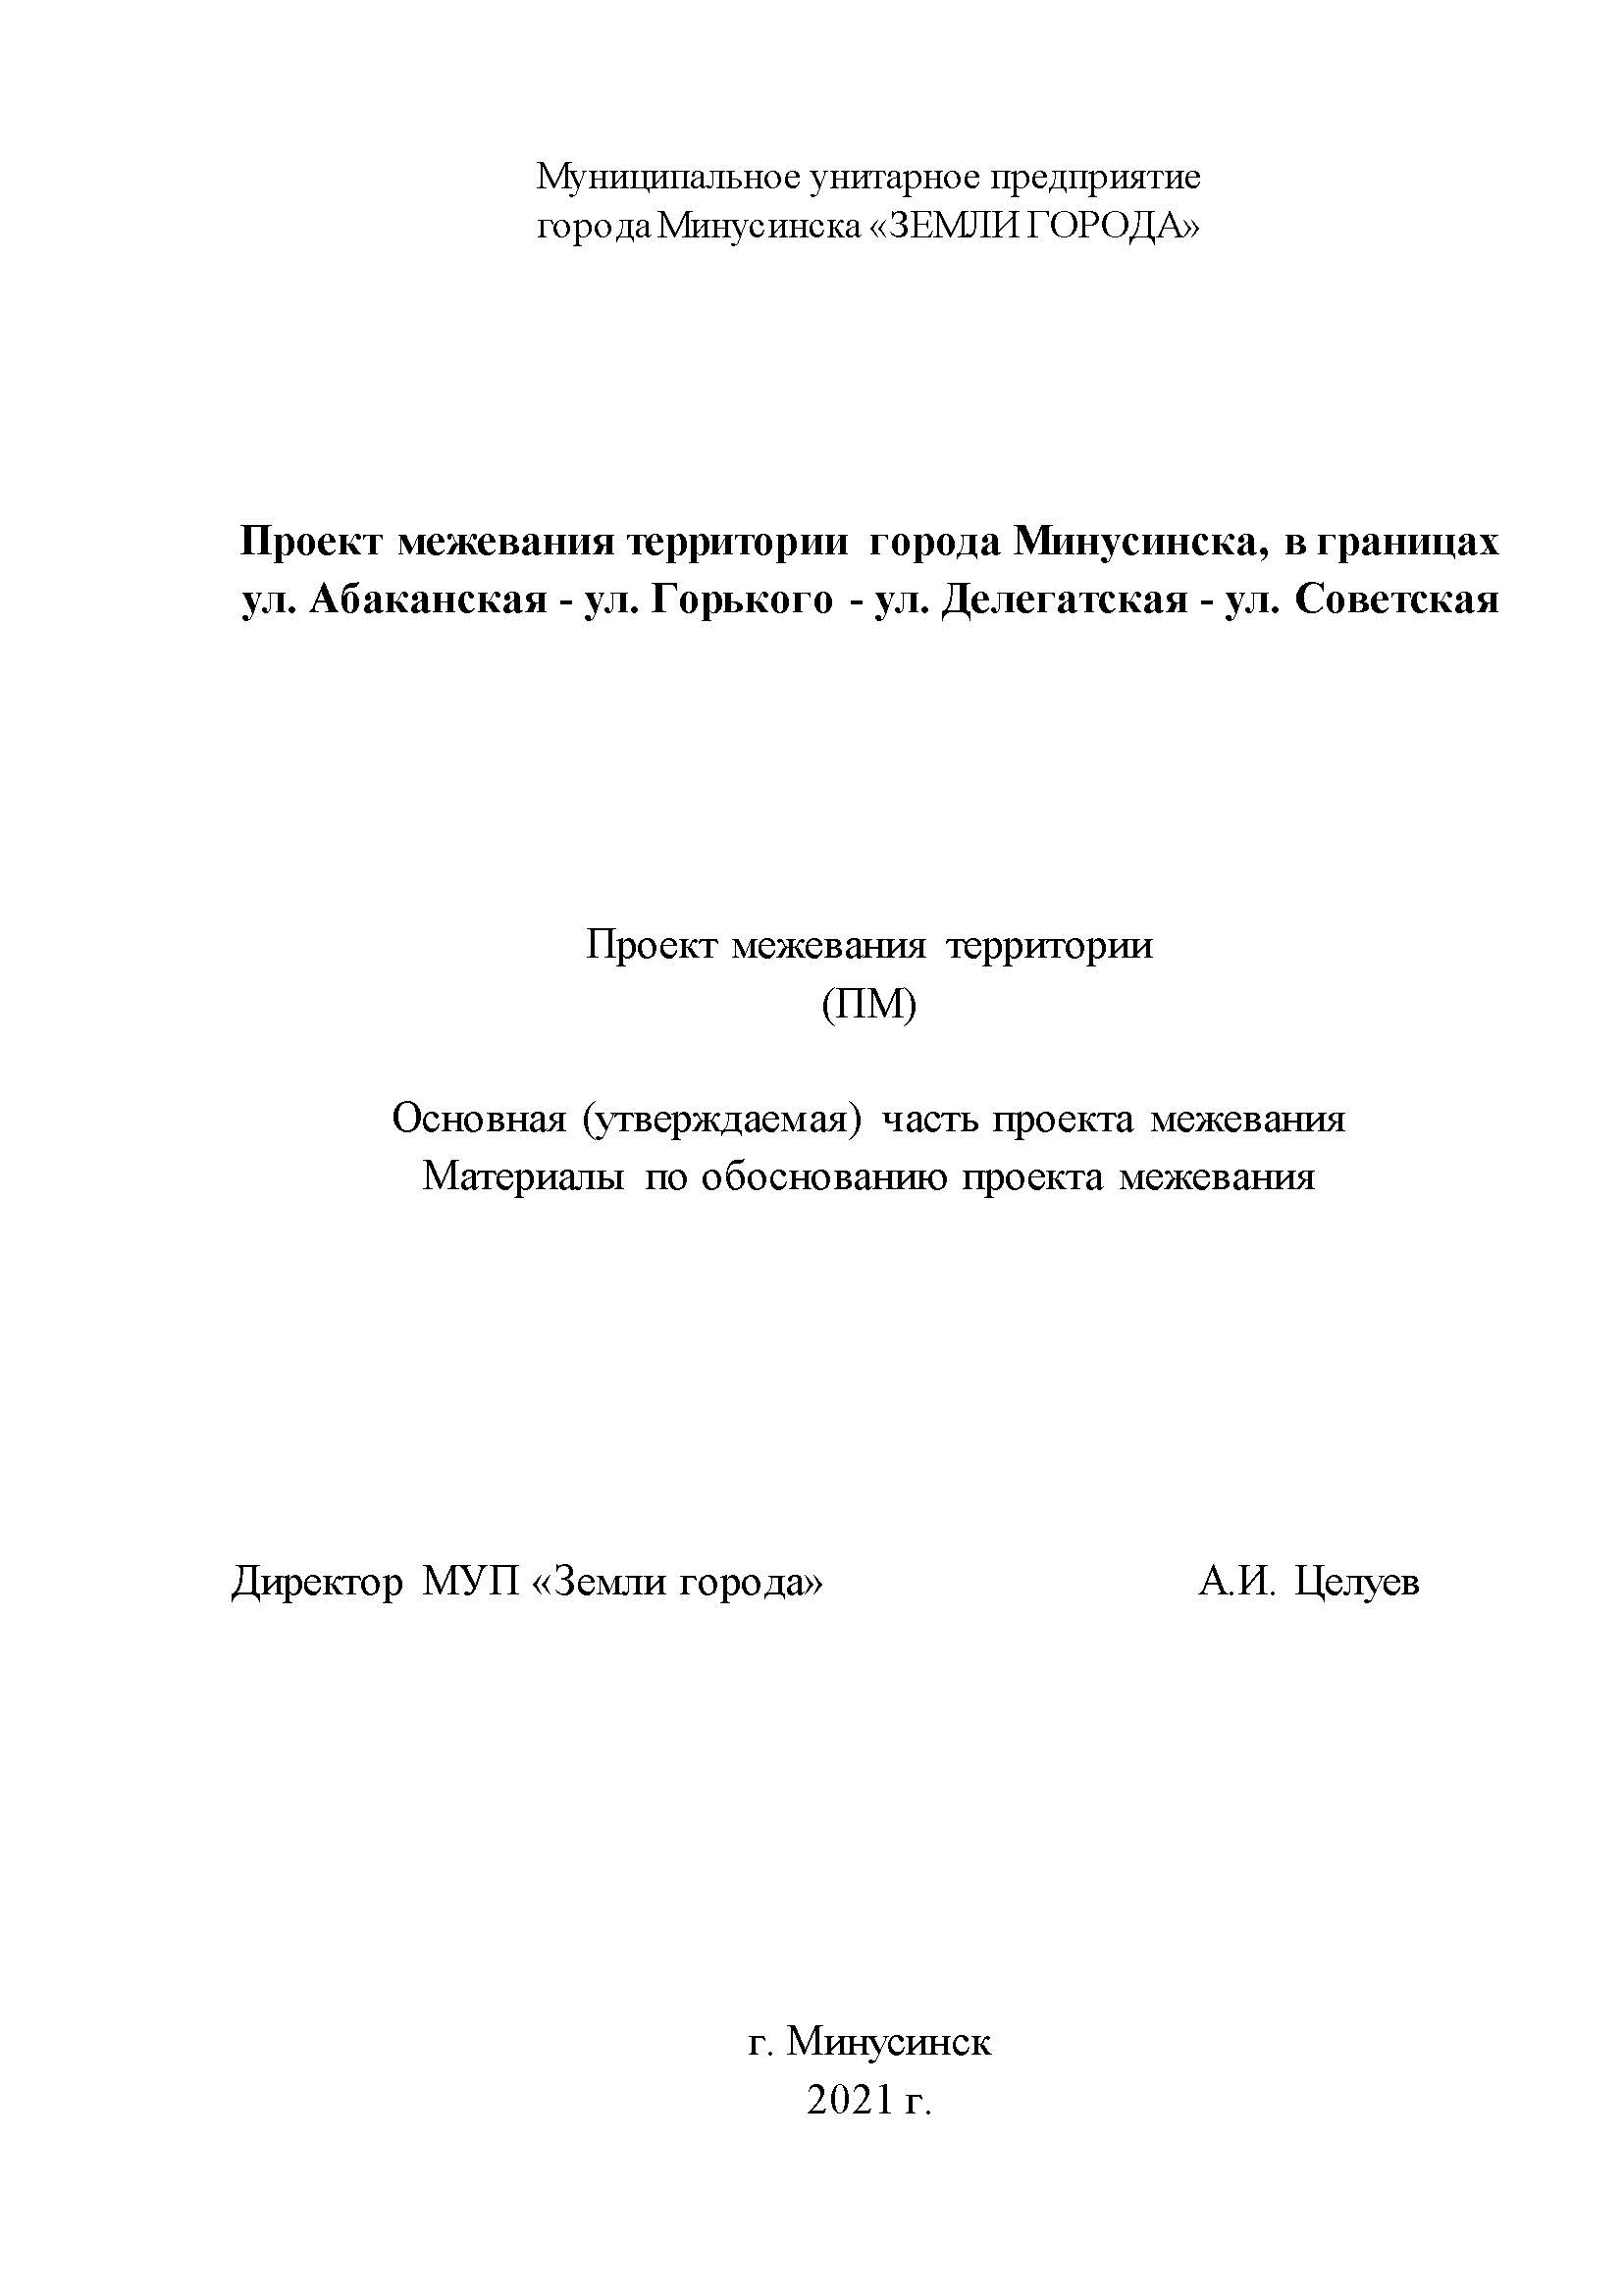 Муниципальное унитарное предприятие
города Минусинска «ЗЕМЛИ ГОРОДА»
Проект межевания территории города Минусинска, в границах
ул. Абаканская - ул. Горького - ул. Делегатская - ул. Советская
Проект межевания территории
(ПМ)
Основная (утверждаемая) часть проекта межевания
Материалы по обоснованию проекта межевания
Директор МУП «Земли города» А.И. Целуев
г. Минусинск
2021 г.